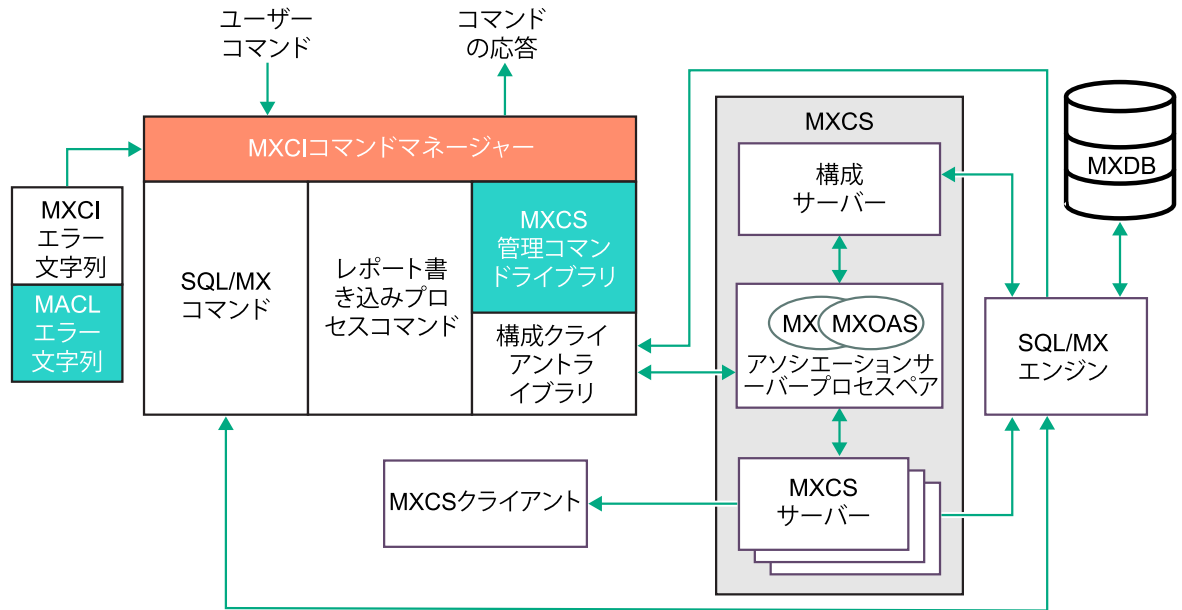 ユーザー
コマンド
コマンド
の応答
MXCIコマンドマネージャー
MXCI
エラー
文字列
MACL
エラー
文字列
SQL/MX
コマンド
レポート書
き込みプロ
セスコマンド
MXCS
管理コマン
ドライブラリ
構成クライ
アントラ
イブラリ
MXCS
構成
サーバー
MX
MXOAS
アソシエーションサ
ーバープロセスペア
MXCS
サーバー
MXCSクライアント
MXDB
SQL/MX
エンジン